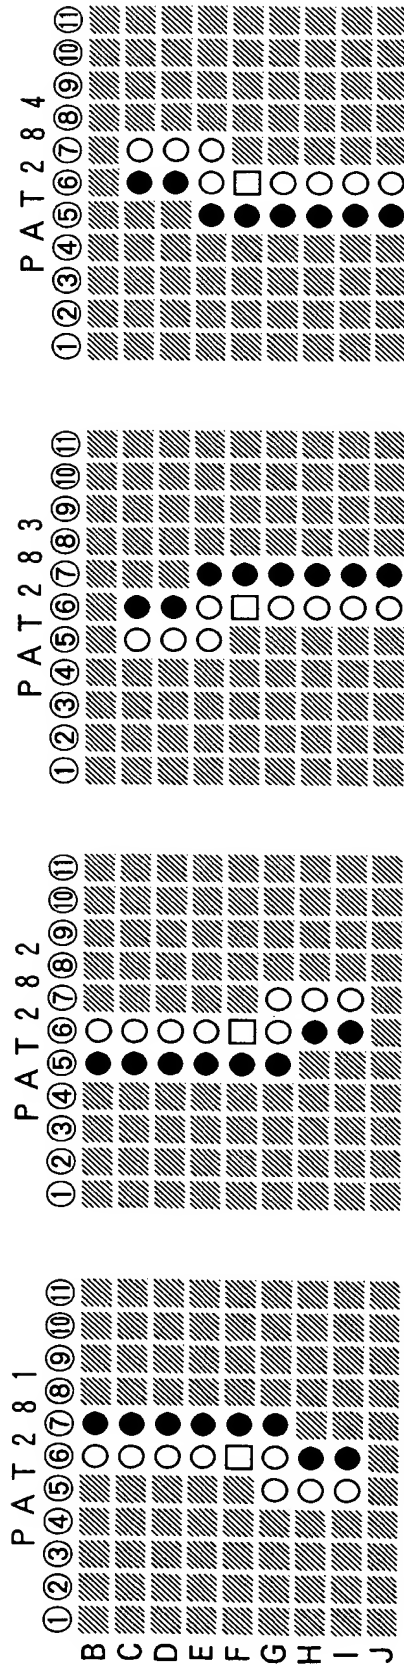 PAT281
①②③④⑤⑥⑦⑧⑨⑩⑪
B
C
D
E
F
G
H
I
J
PAT282
①②③④⑤⑥⑦⑧⑨⑩⑪
PAT283
①②③④⑤⑥⑦⑧⑨⑩⑪
PAT284
①②③④⑤⑥⑦⑧⑨⑩⑪